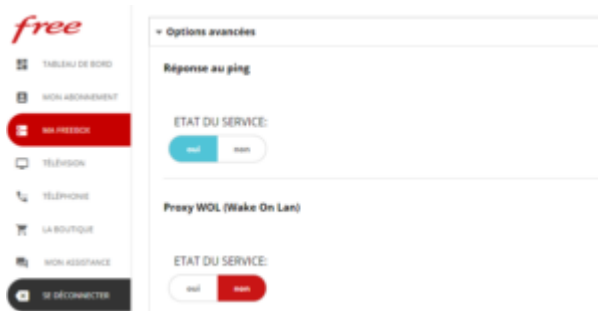 free
TABLEAU DE BORD
MON ABONNEMENT
MA FREEBOX
TÉLÉVISION
TÉLÉPHONIE
LA BOUTIQUE
MON ASSISTANCE
SE DÉCONNECTER
Options avancées
Réponse au ping
ETAT DU SERVICE:
oui non
Proxy WOL (Wake On Lan)
ETAT DU SERVICE:
oui non